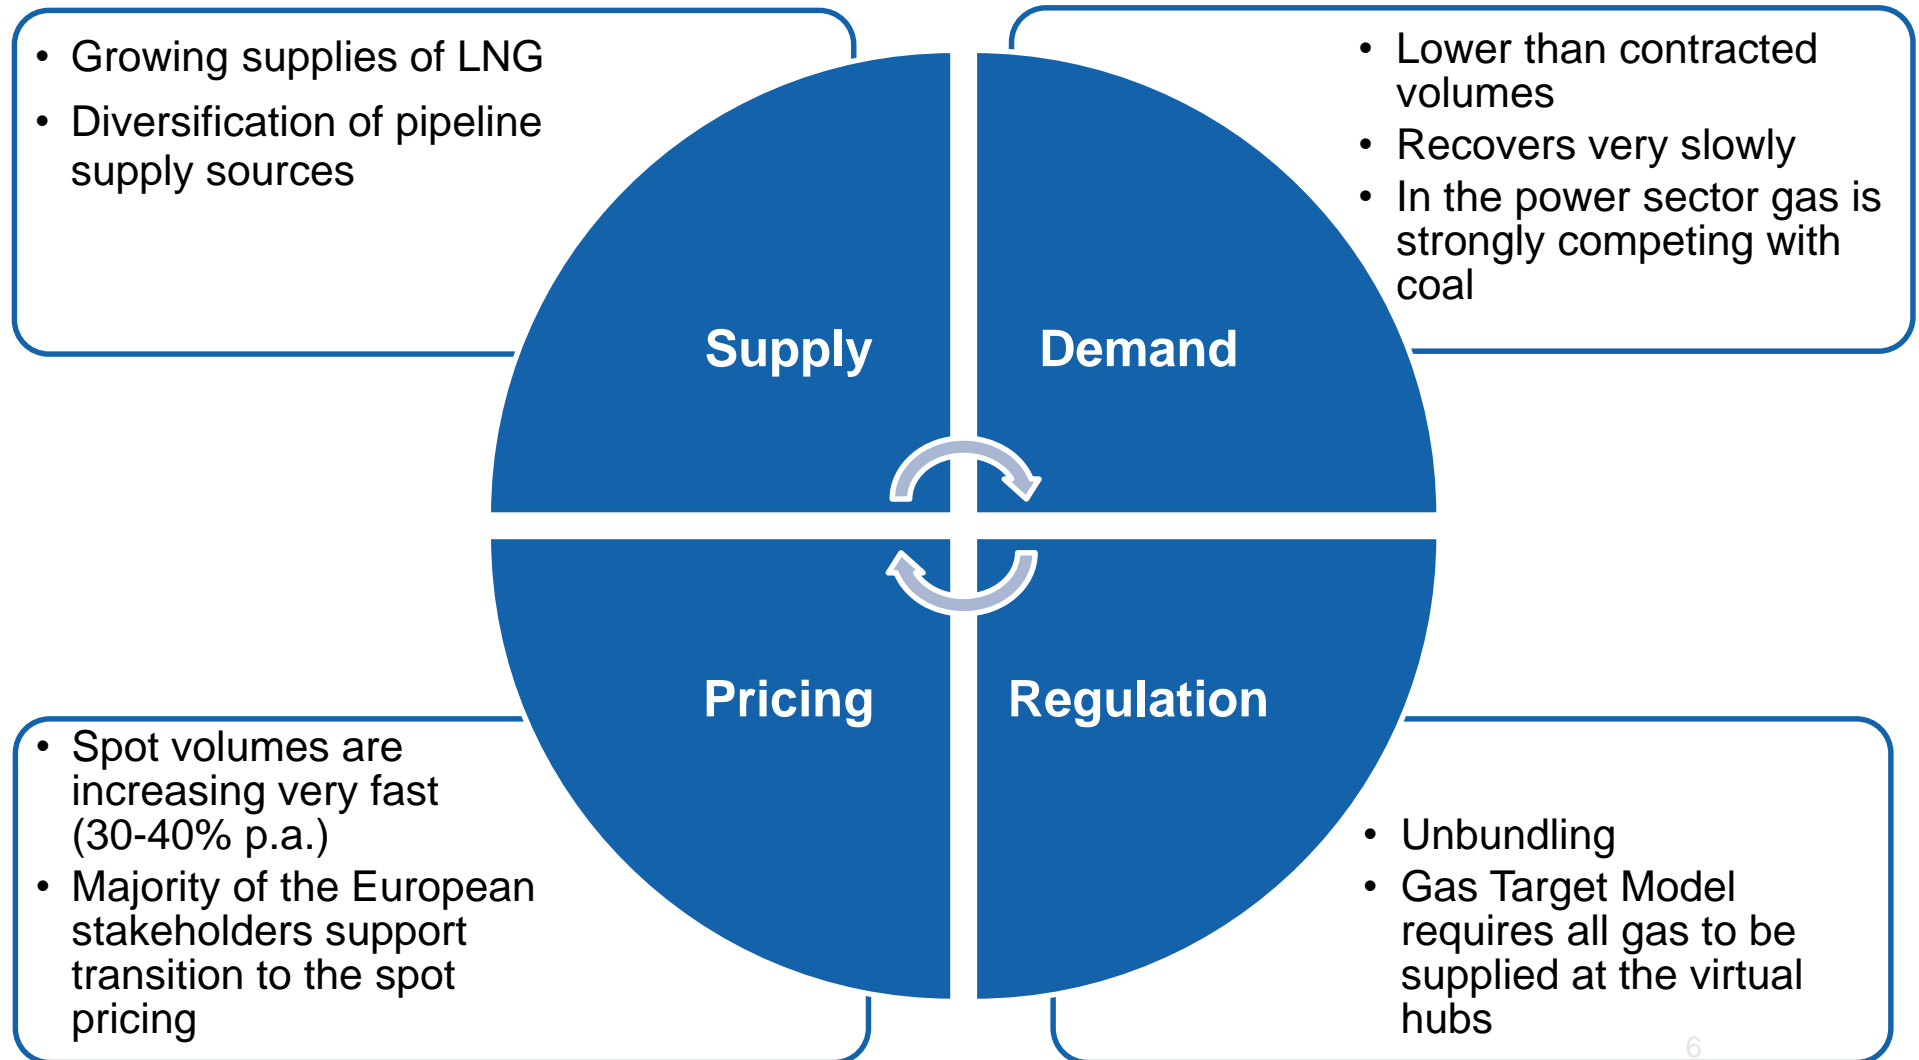 • Growing supplies of LNG
• Diversification of pipeline
supply sources
• Lower than contracted
volumes
• Recovers very slowly
• In the power sector gas is
strongly competing with
coal
Supply
Demand
Pricing
Regulation
• Spot volumes are
increasing very fast
(30-40% p.a.)
• Majority of the European
stakeholders support
transition to the spot
pricing
• Unbundling
• Gas Target Model
requires all gas to be
supplied at the virtual
hubs
6